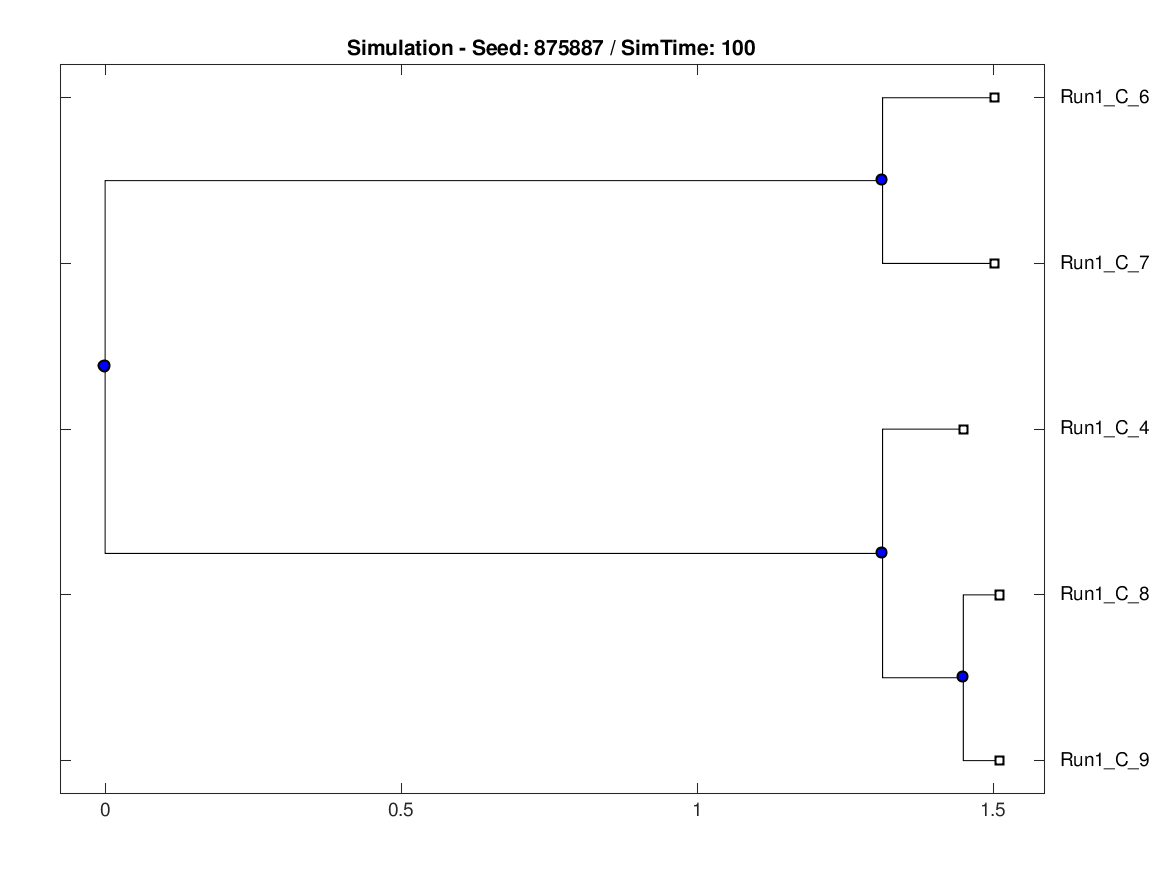 Simulation - Seed: 875887 / SimTime: 100
Run1_C_6
Run1_C_7
Run1_C_4
Run1_C_8
Run1_C_9
0 0.5 1 1.5